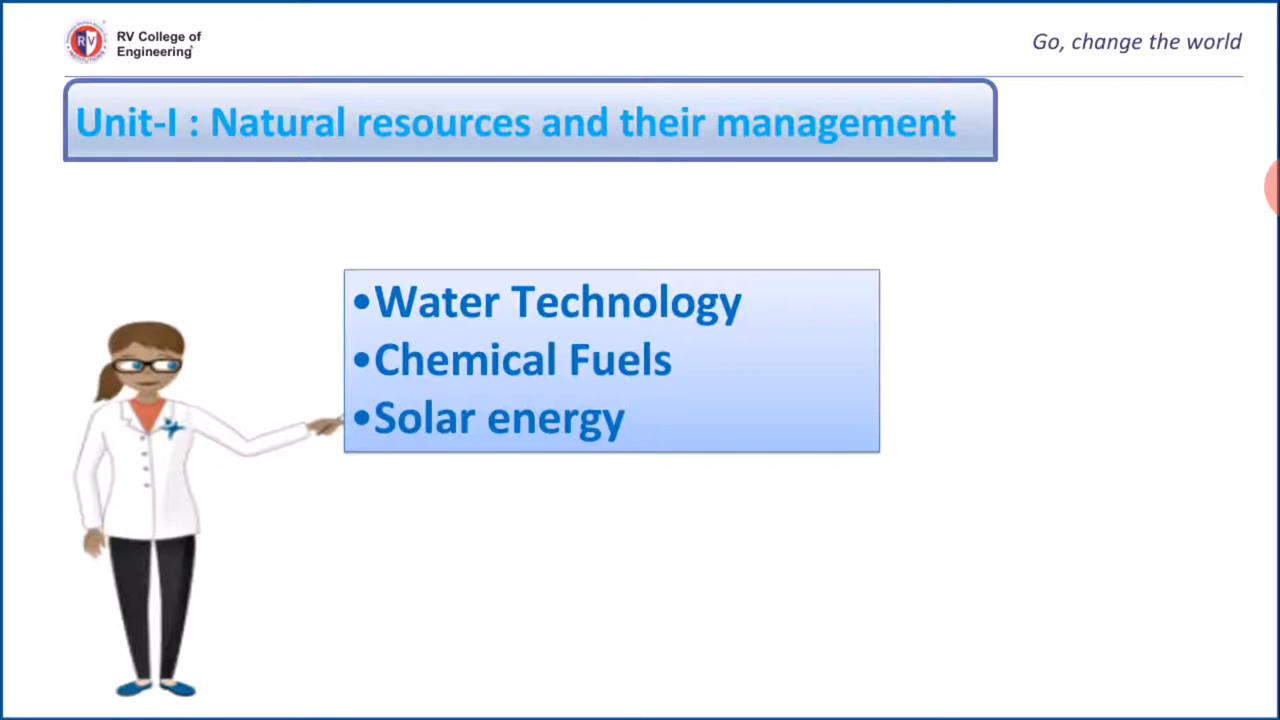 RV College of
Engineering
Go, change the world
Unit-I : Natural resources and their management
•Water Technology
•Chemical Fuels
•Solar energy
RV